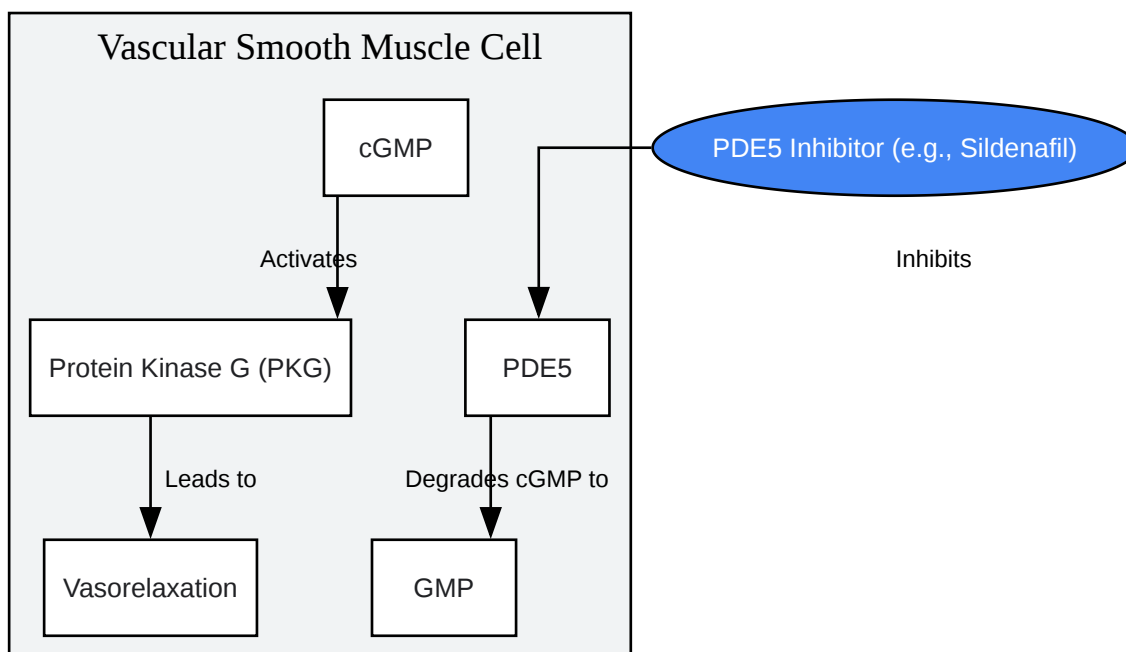 Vascular Smooth Muscle Cell
cGMP
PDE5 Inhibitor (e.g., Sildenafil)
Activates
Inhibits
Protein Kinase G (PKG)
PDE5
Leads to
Degrades cGMP to
Vasorelaxation
GMP